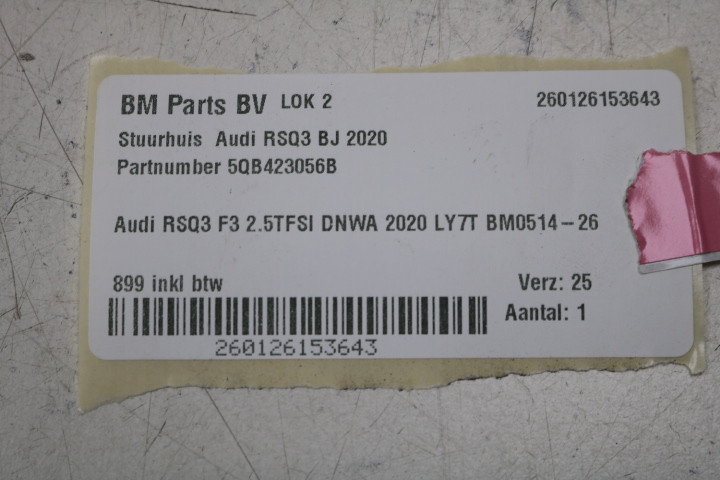 BM Parts BV LOK 2 260126153643
Stuurhuis Audi RSQ3 BJ 2020
Partnumber 5QB423056B
Audi RSQ3 F3 2.5TFSI DNWA 2020 LY7T BM0514-26
899 inkl btw Verz: 25
Aantal: 1
260126153643